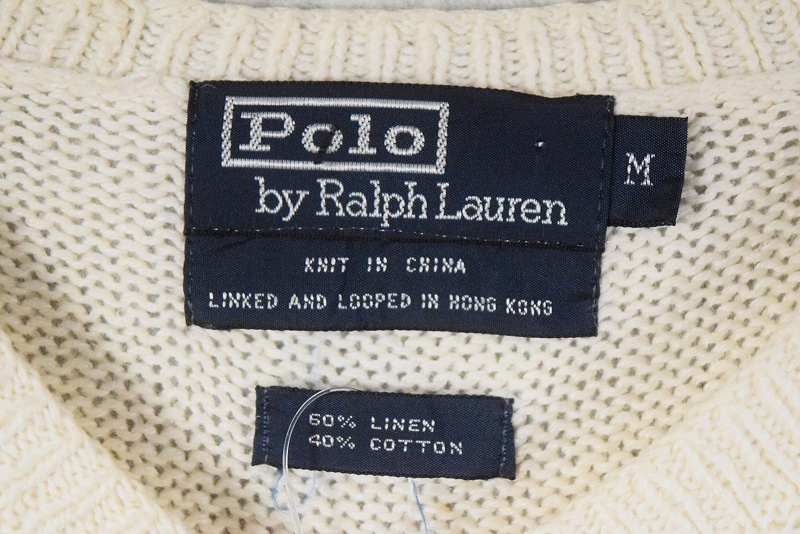 Polo
by Ralph Lauren
M
KNIT IN CHINA
LINKED AND LOOPED IN HONG KONG
60% LINEN
40% COTTON